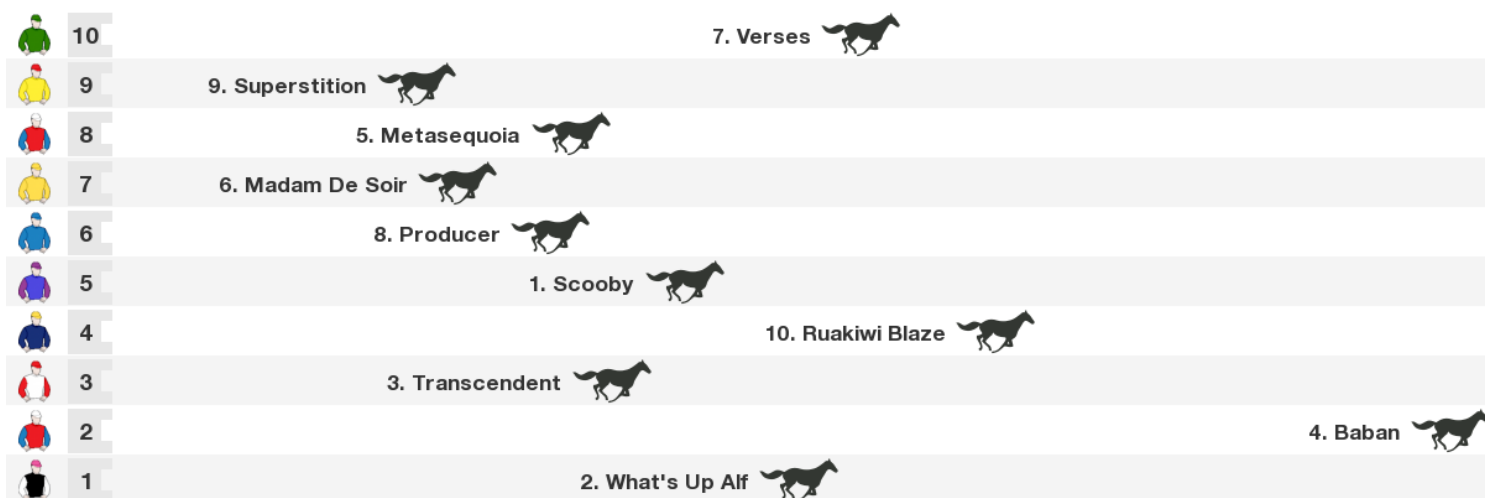 10 7. Verses
9 9. Superstition
8 5. Metasequoia
7 6. Madam De Soir
6 8. Producer
5 1. Scooby
4 10. Ruakiwi Blaze
3 3. Transcendent
2 4. Baban
1 2. What's Up Alf